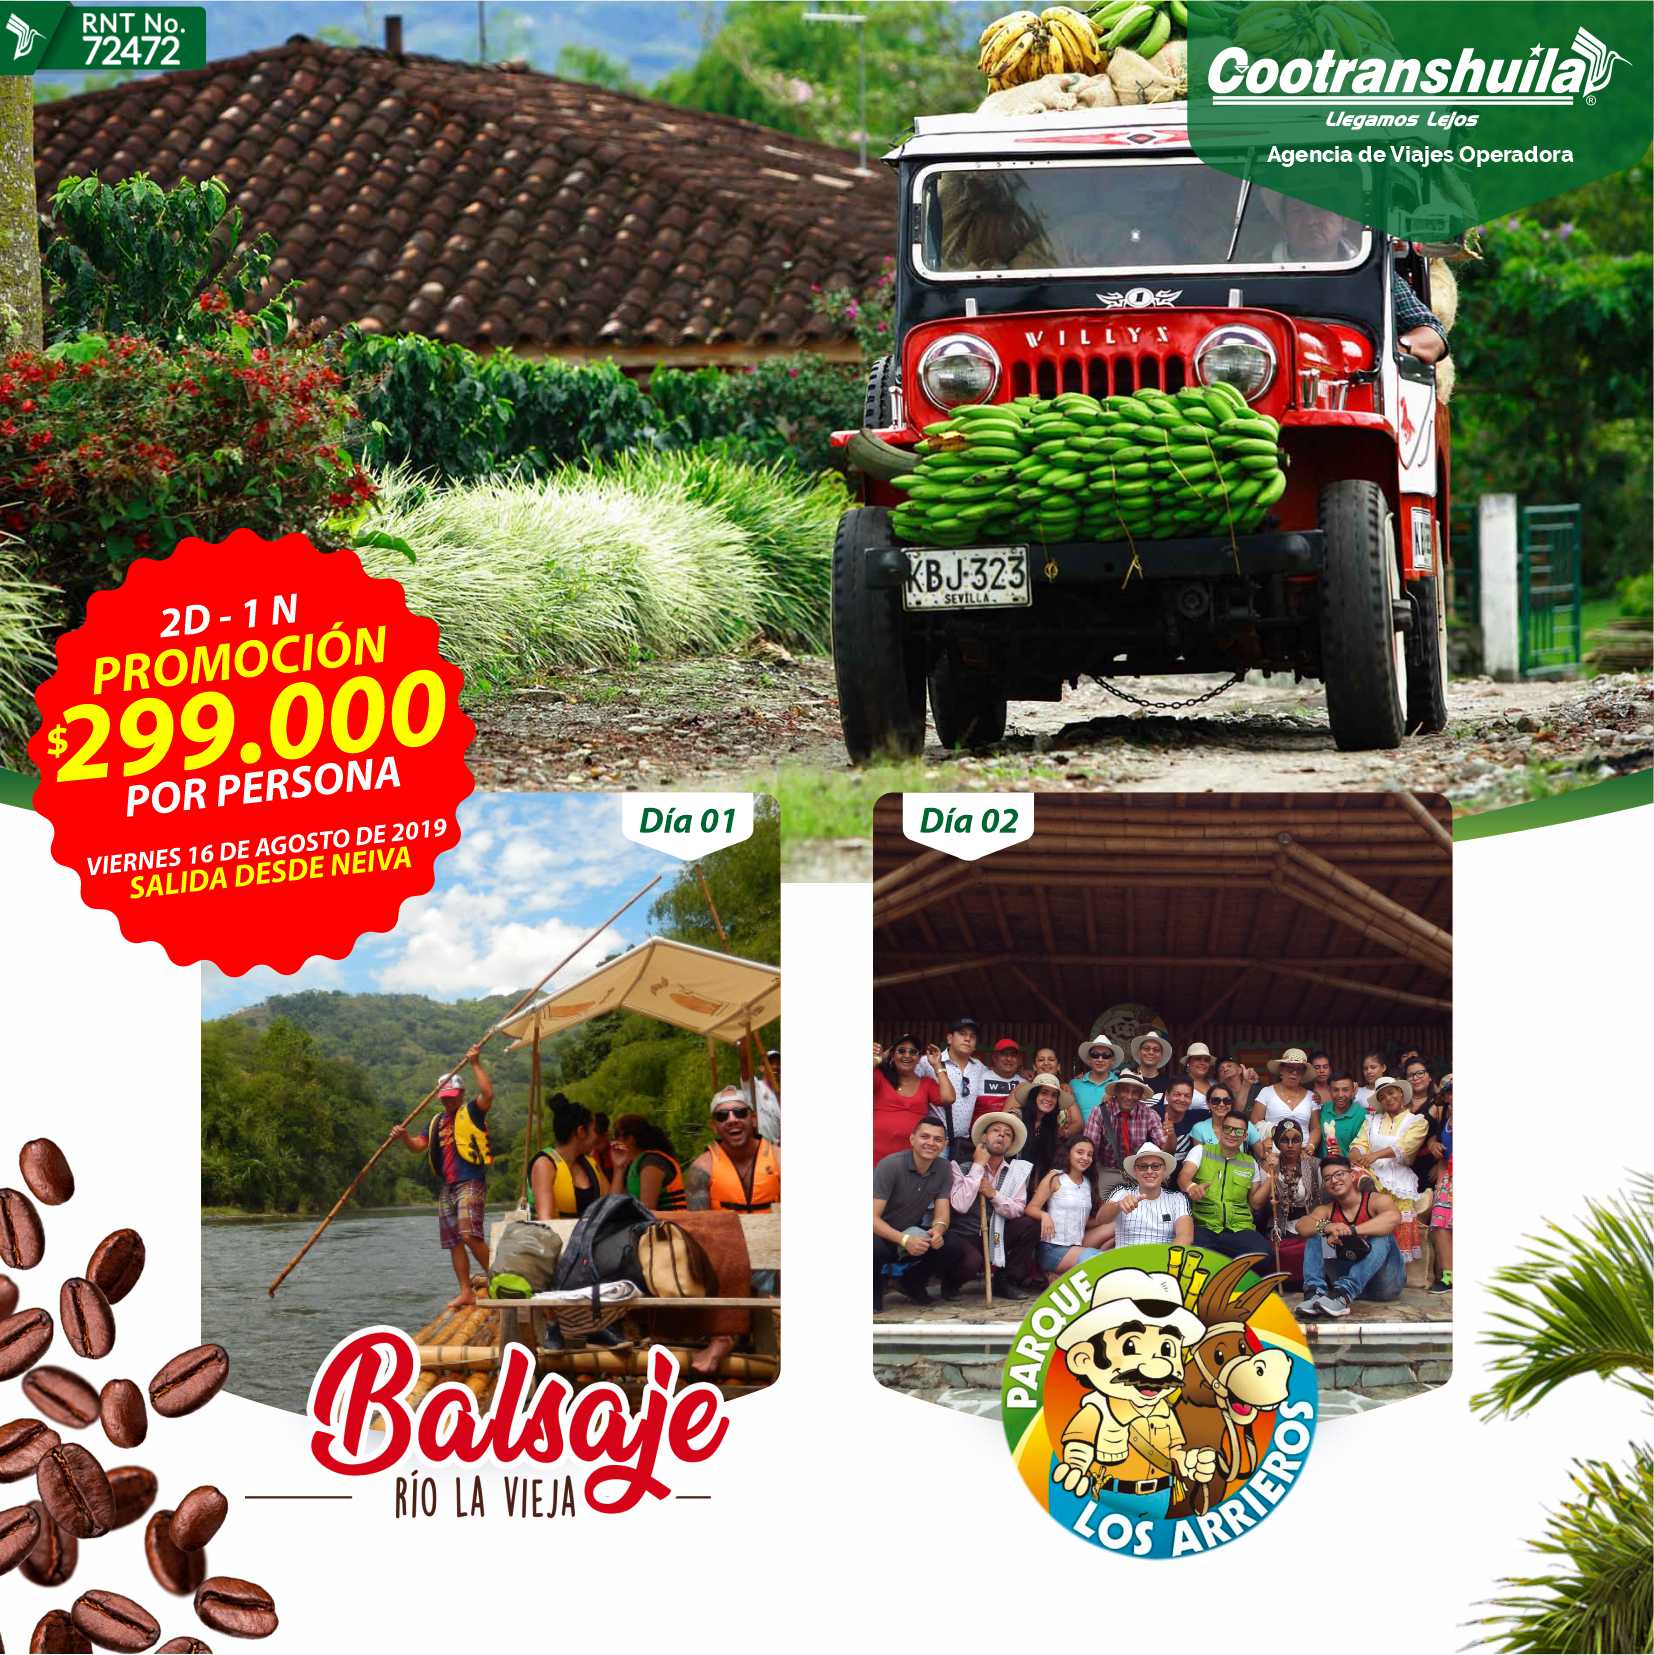 RNT No.
72472
Cootranshuila
®
Llegamos Lejos
Agencia de Viajes Operadora
WILLYS
KBJ·323
SEVILLA
2D - 1 N
PROMOCIÓN
$299.000
POR PERSONA
VIERNES 16 DE AGOSTO DE 2019
SALIDA DESDE NEIVA
Día 01
Día 02
Balsaje
RÍO LA VIEJA
PARQUE
LOS ARRIEROS